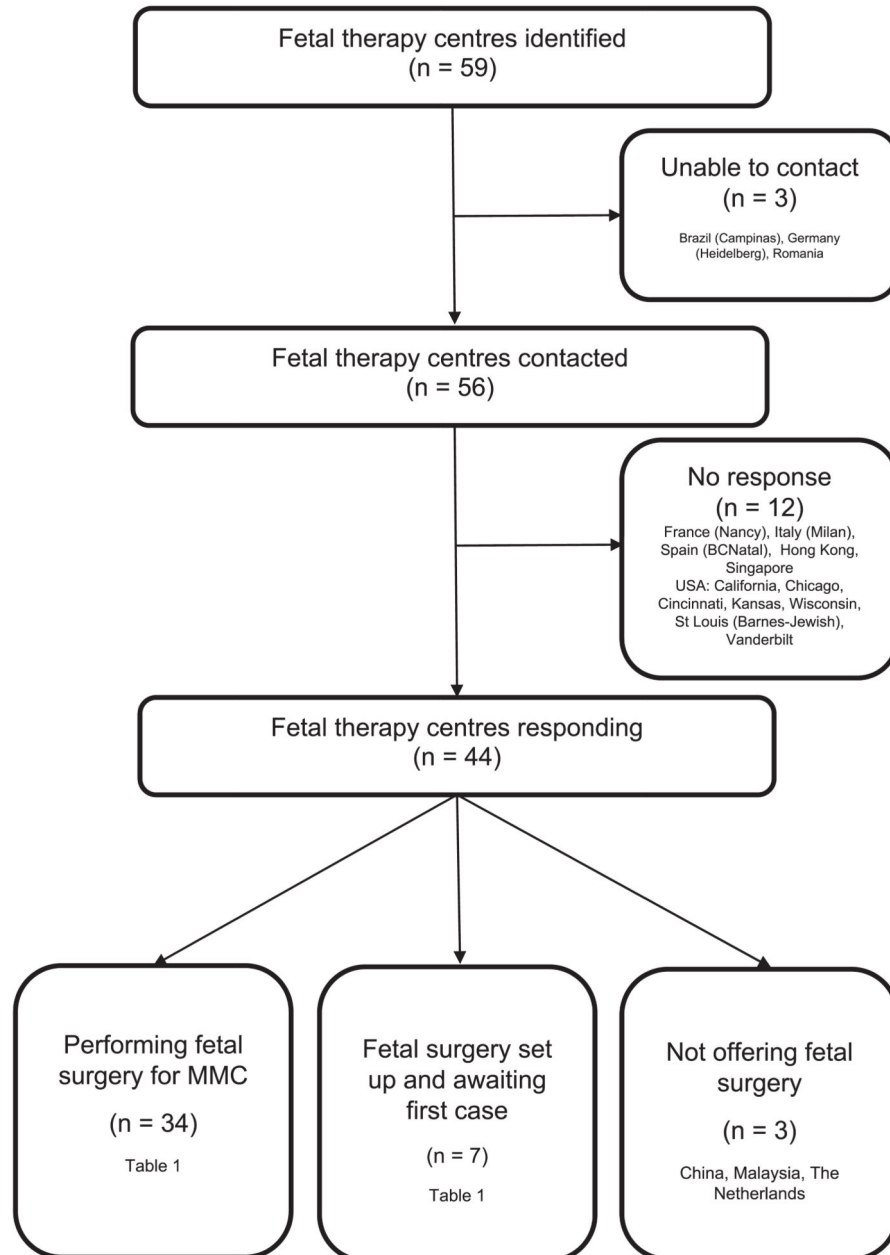 Fetal therapy centres identified
(n = 59)
Unable to contact
(n = 3)
Brazil (Campinas), Germany
(Heidelberg), Romania
Fetal therapy centres contacted
(n = 56)
No response
(n = 12)
France (Nancy), Italy (Milan),
Spain (BCNatal), Hong Kong,
Singapore
USA: California, Chicago,
Cincinnati, Kansas, Wisconsin,
St Louis (Barnes-Jewish),
Vanderbilt
Fetal therapy centres responding
(n = 44)
Performing fetal
surgery for MMC
(n = 34)
Table 1
Fetal surgery set
up and awaiting
first case
(n = 7)
Table 1
Not offering fetal
surgery
(n = 3)
China, Malaysia, The
Netherlands